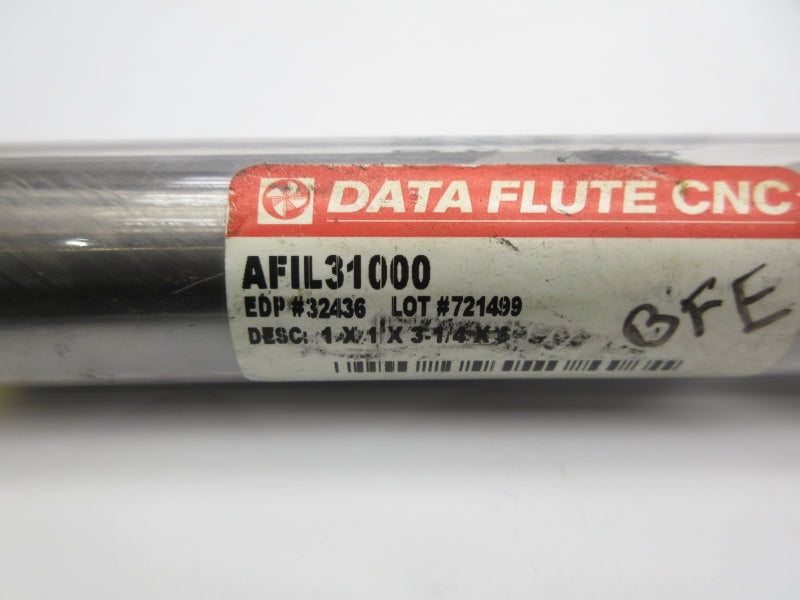 DATA FLUTE CNC
AFIL31000
EDP #32436 LOT #721499
DESC: 1 X 1 X 3-1/4 X
BFE